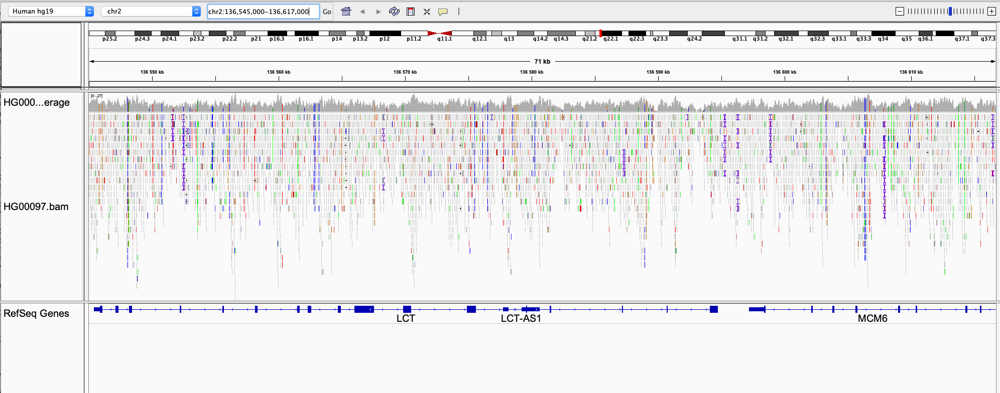 Human hg19 chr2 chr2:136,545,000-136,617,000 Go
p25.2 p24.3 p24.1 p23.2 p22.2 p21 p16.3 p16.1 p14 p13.2 p12 p11.2 q11.1 q12.1 q13 q14.2 q14.3 q21.2 q22.1 q22.3 q23.3 q24.2 q31.1 q31.2 q32.1 q32.3 q33.1 q33.3 q34 q35 q36.1 q37.1 q37.3
71 kb
136 550 kb 136 560 kb 136 570 kb 136 580 kb 136 590 kb 136 600 kb 136 610 kb
[0 - 27]
HG000...erage
HG00097.bam
RefSeq Genes
LCT LCT-AS1 MCM6